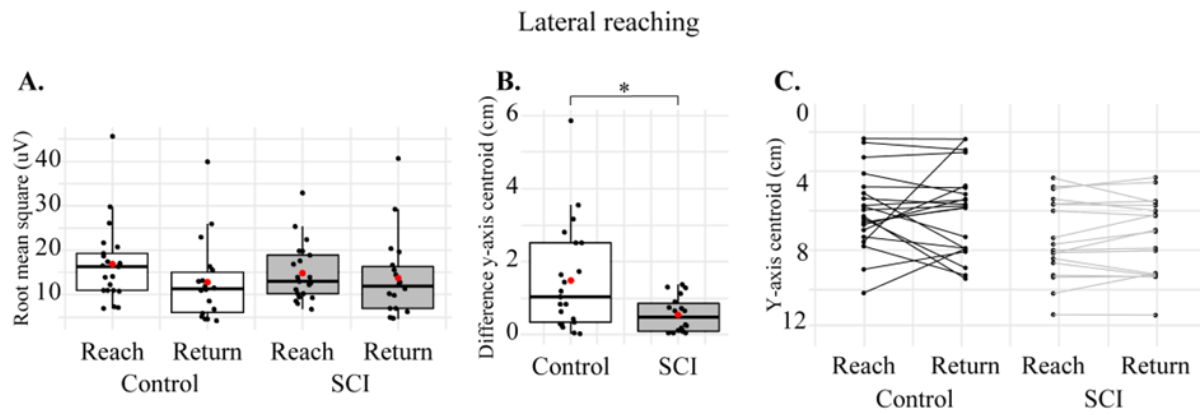 Lateral reaching
A.
Root mean square (uV)
40
30
20
10
Reach Return Reach Return
Control SCI
B.
*
Difference y-axis centroid (cm)
6
4
2
0
Control SCI
C.
Y-axis centroid (cm)
0
4
8
12
Reach Return Reach Return
Control SCI